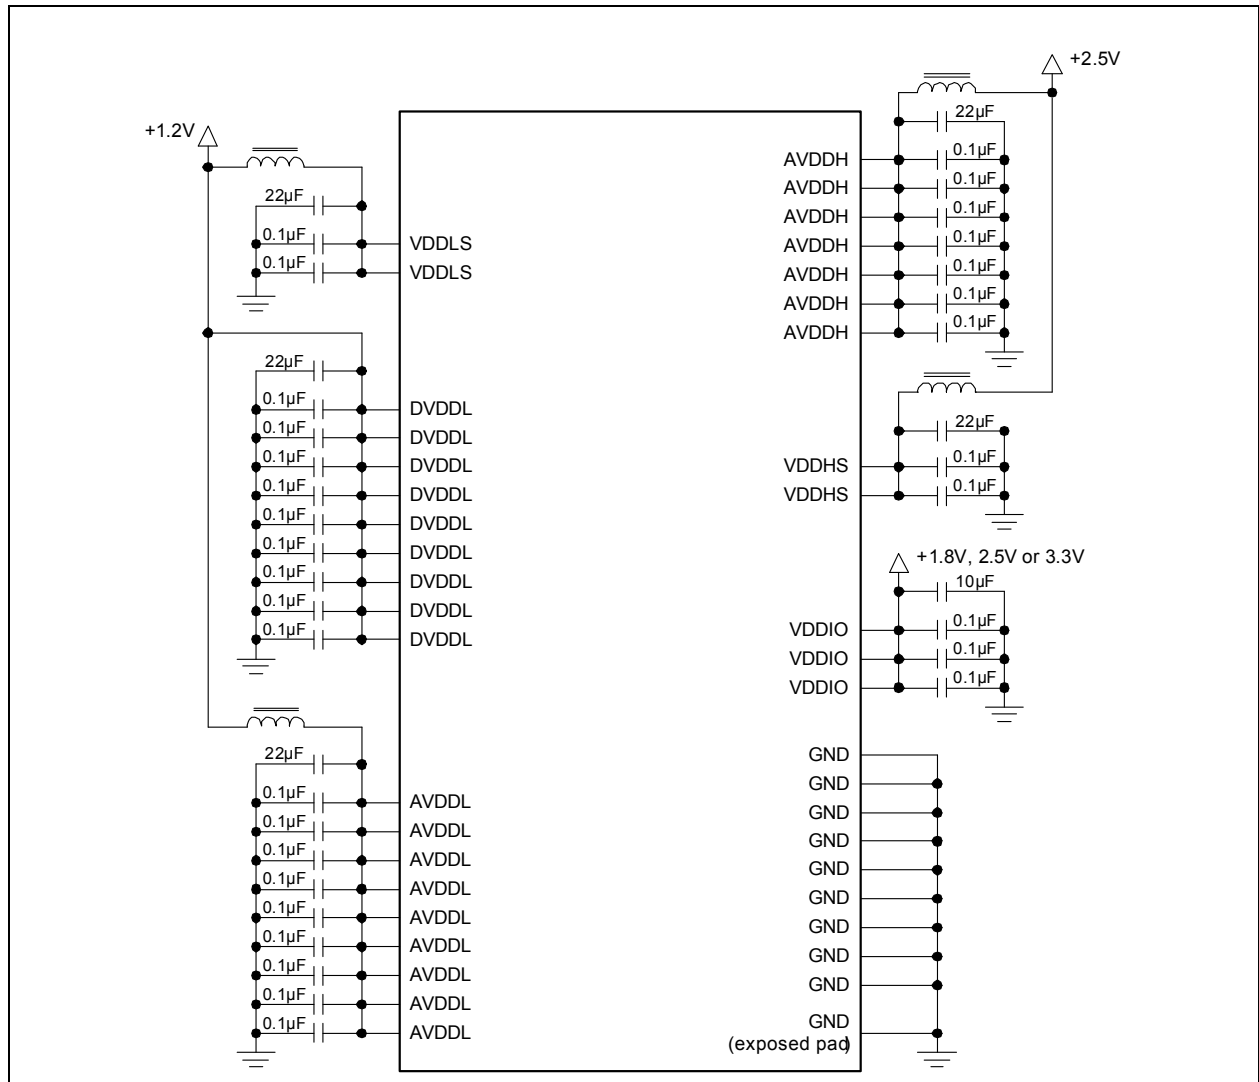 +2.5V
22µF
+1.2V
AVDDH 0.1µF
22µF
AVDDH 0.1µF
AVDDH 0.1µF
0.1µF VDDLS
AVDDH 0.1µF
0.1µF VDDLS
AVDDH 0.1µF
AVDDH 0.1µF
AVDDH 0.1µF
22µF
0.1µF DVDDL
22µF
0.1µF DVDDL
0.1µF DVDDL
VDDHS 0.1µF
0.1µF DVDDL
VDDHS 0.1µF
0.1µF DVDDL
0.1µF DVDDL
+1.8V, 2.5V or 3.3V
0.1µF DVDDL
10µF
0.1µF DVDDL
VDDIO 0.1µF
0.1µF DVDDL
VDDIO 0.1µF
VDDIO 0.1µF
22µF
GND
GND
0.1µF AVDDL
GND
0.1µF AVDDL
GND
0.1µF AVDDL
GND
0.1µF AVDDL
GND
0.1µF AVDDL
GND
0.1µF AVDDL
GND
0.1µF AVDDL
GND
0.1µF AVDDL
GND
0.1µF AVDDL
(exposed pad)